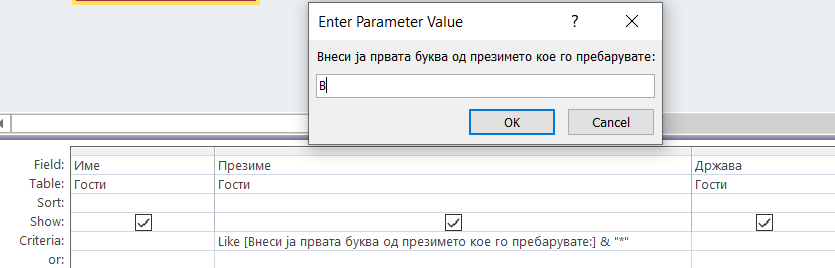 Enter Parameter Value
?
Внеси ја првата буква од презимето кое го пребарувате:
В
OK Cancel
Field: Име Презиме Држава
Table: Гости Гости Гости
Sort:
Show:
Criteria: Like [Внеси ја првата буква од презимето кое го пребарувате:] & "*"
or: